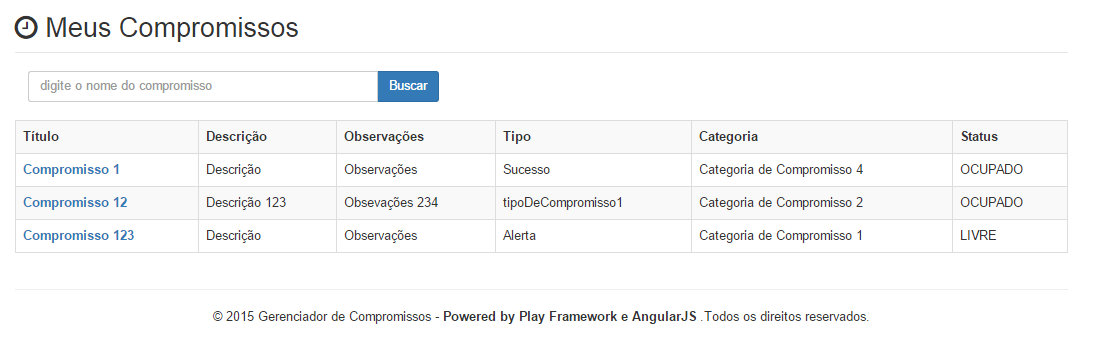 Meus Compromissos
digite o nome do compromisso Buscar
Título Descrição Observações Tipo Categoria Status
Compromisso 1 Descrição Observações Sucesso Categoria de Compromisso 4 OCUPADO
Compromisso 12 Descrição 123 Obsevações 234 tipoDeCompromisso1 Categoria de Compromisso 2 OCUPADO
Compromisso 123 Descrição Observações Alerta Categoria de Compromisso 1 LIVRE
© 2015 Gerenciador de Compromissos - Powered by Play Framework e AngularJS .Todos os direitos reservados.